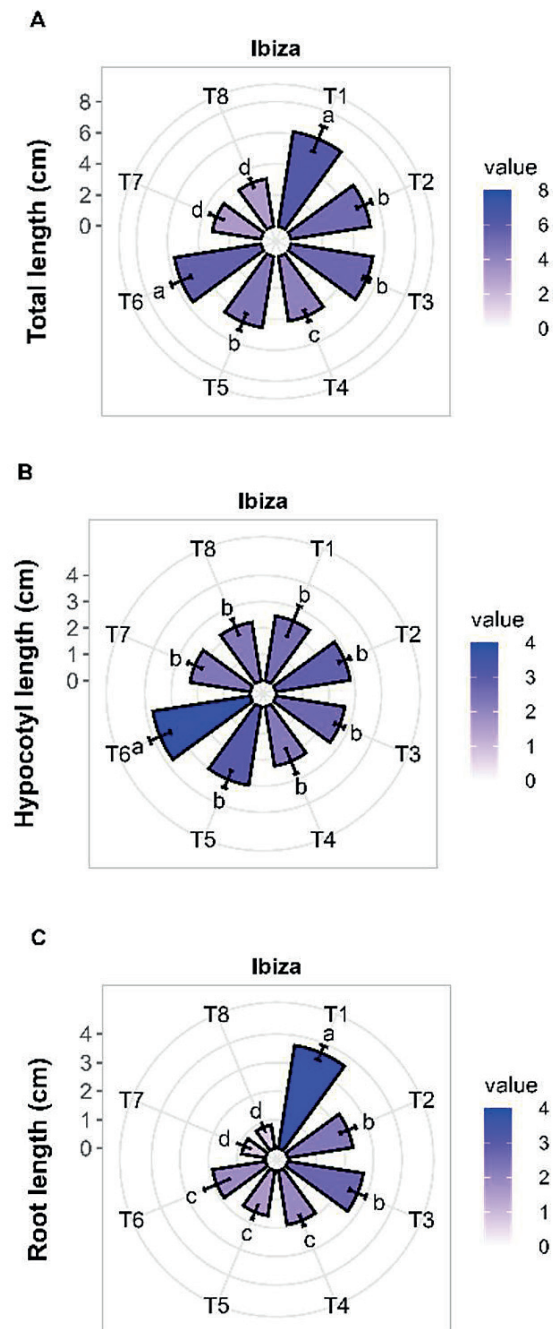 A
Ibiza
Total length (cm)
8
6
4
2
0
T8
T1
T7
T2
T6
T3
T5
T4
a
b
b
c
b
a
d
d
value
8
6
4
2
0
B
Ibiza
Hypocotyl length (cm)
4
3
2
1
0
T8
T1
T7
T2
T6
T3
T5
T4
b
b
b
b
b
a
b
b
value
4
3
2
1
0
C
Ibiza
Root length (cm)
4
3
2
1
0
T8
T1
T7
T2
T6
T3
T5
T4
a
b
b
c
c
c
d
d
value
4
3
2
1
0